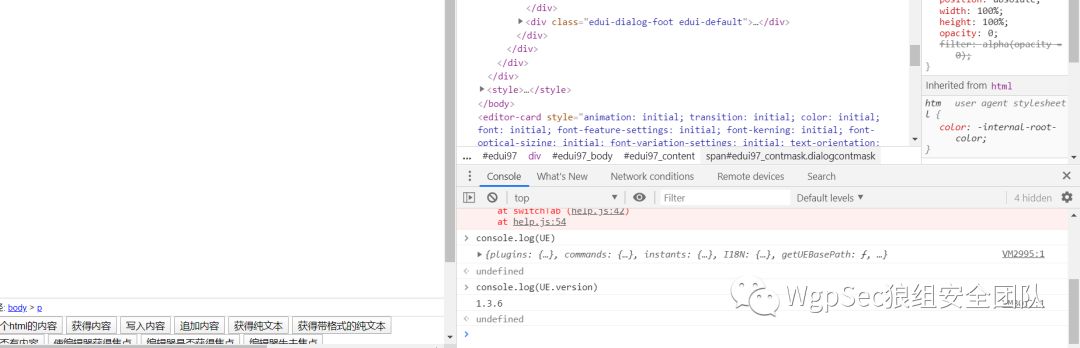 </div>
▶<div class="edui-dialog-foot edui-default">…</div>
</div>
</div>
</div>
</div>
▶<style>…</style>
</body>
<editor-card style="animation: initial; transition: initial; color: initial;
font: initial; font-feature-settings: initial; font-kerning: initial; font-
optical-sizing: initial; font-variation-settings: initial; text-orientation:
... #edui97 div #edui97_body #edui97_content span#edui97_contmask.dialogcontmask
position: absolute;
width: 100%;
height: 100%;
opacity: 0;
filter: alpha(opacity =
0);
}
Inherited from html
htm user agent stylesheet
l {
color: -internal-root-
color;
}
Console What's New Network conditions Remote devices Search
top Filter Default levels ▼ 4 hidden
at switchTab (help.js:42)
at help.js:54
> console.log(UE)
▶{plugins: {…}, commands: {…}, instants: {…}, I18N: {…}, getUEBasePath: ƒ, …} VM2995:1
undefined
> console.log(UE.version)
1.3.6
undefined
>
WgpSec狼组安全团队
: body > p
个html的内容 获得内容 写入内容 追加内容 获得纯文本 获得带格式的纯文本
否有内容 使编辑器获得焦点 编辑器是否获得焦点 编辑器失去焦点